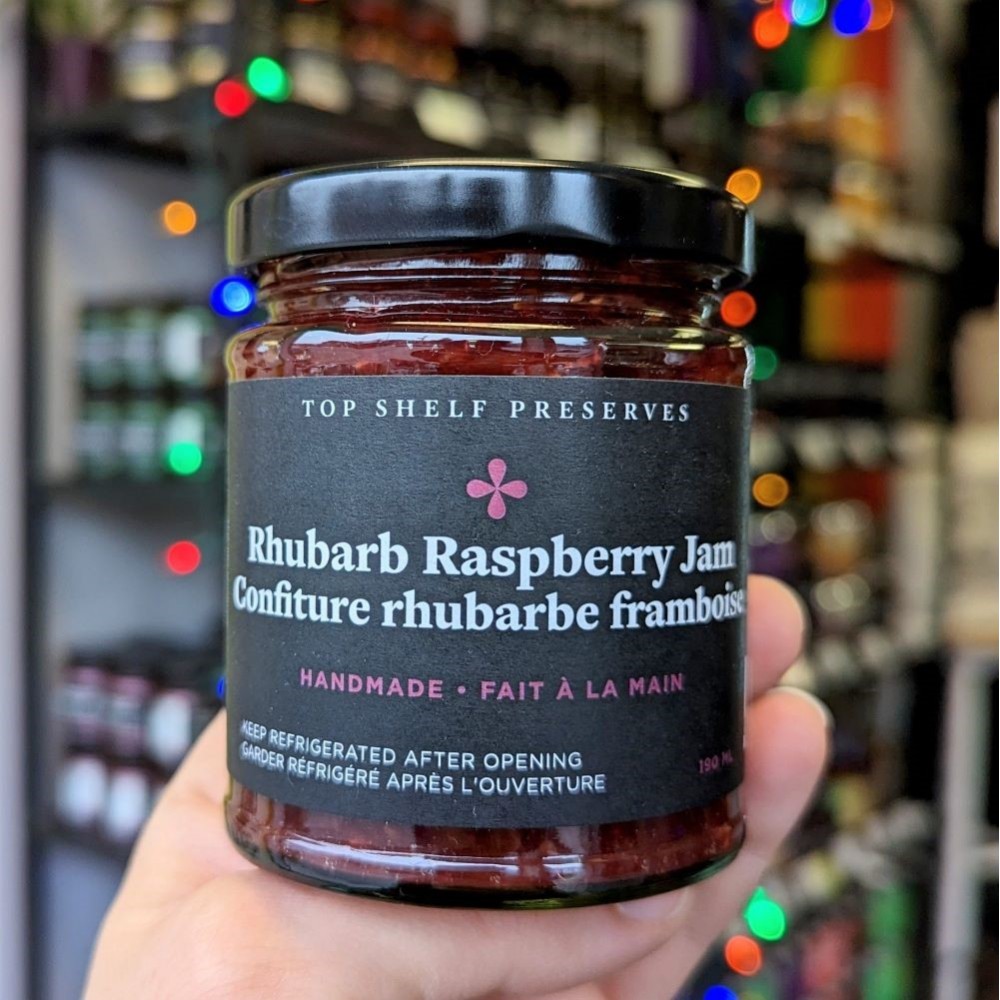 TOP SHELF PRESERVES
Rhubarb Raspberry Jam
Confiture rhubarbe framboise
HANDMADE • FAIT À LA MAIN
KEEP REFRIGERATED AFTER OPENING
GARDER RÉFRIGÉRÉ APRÈS L'OUVERTURE
190 ML